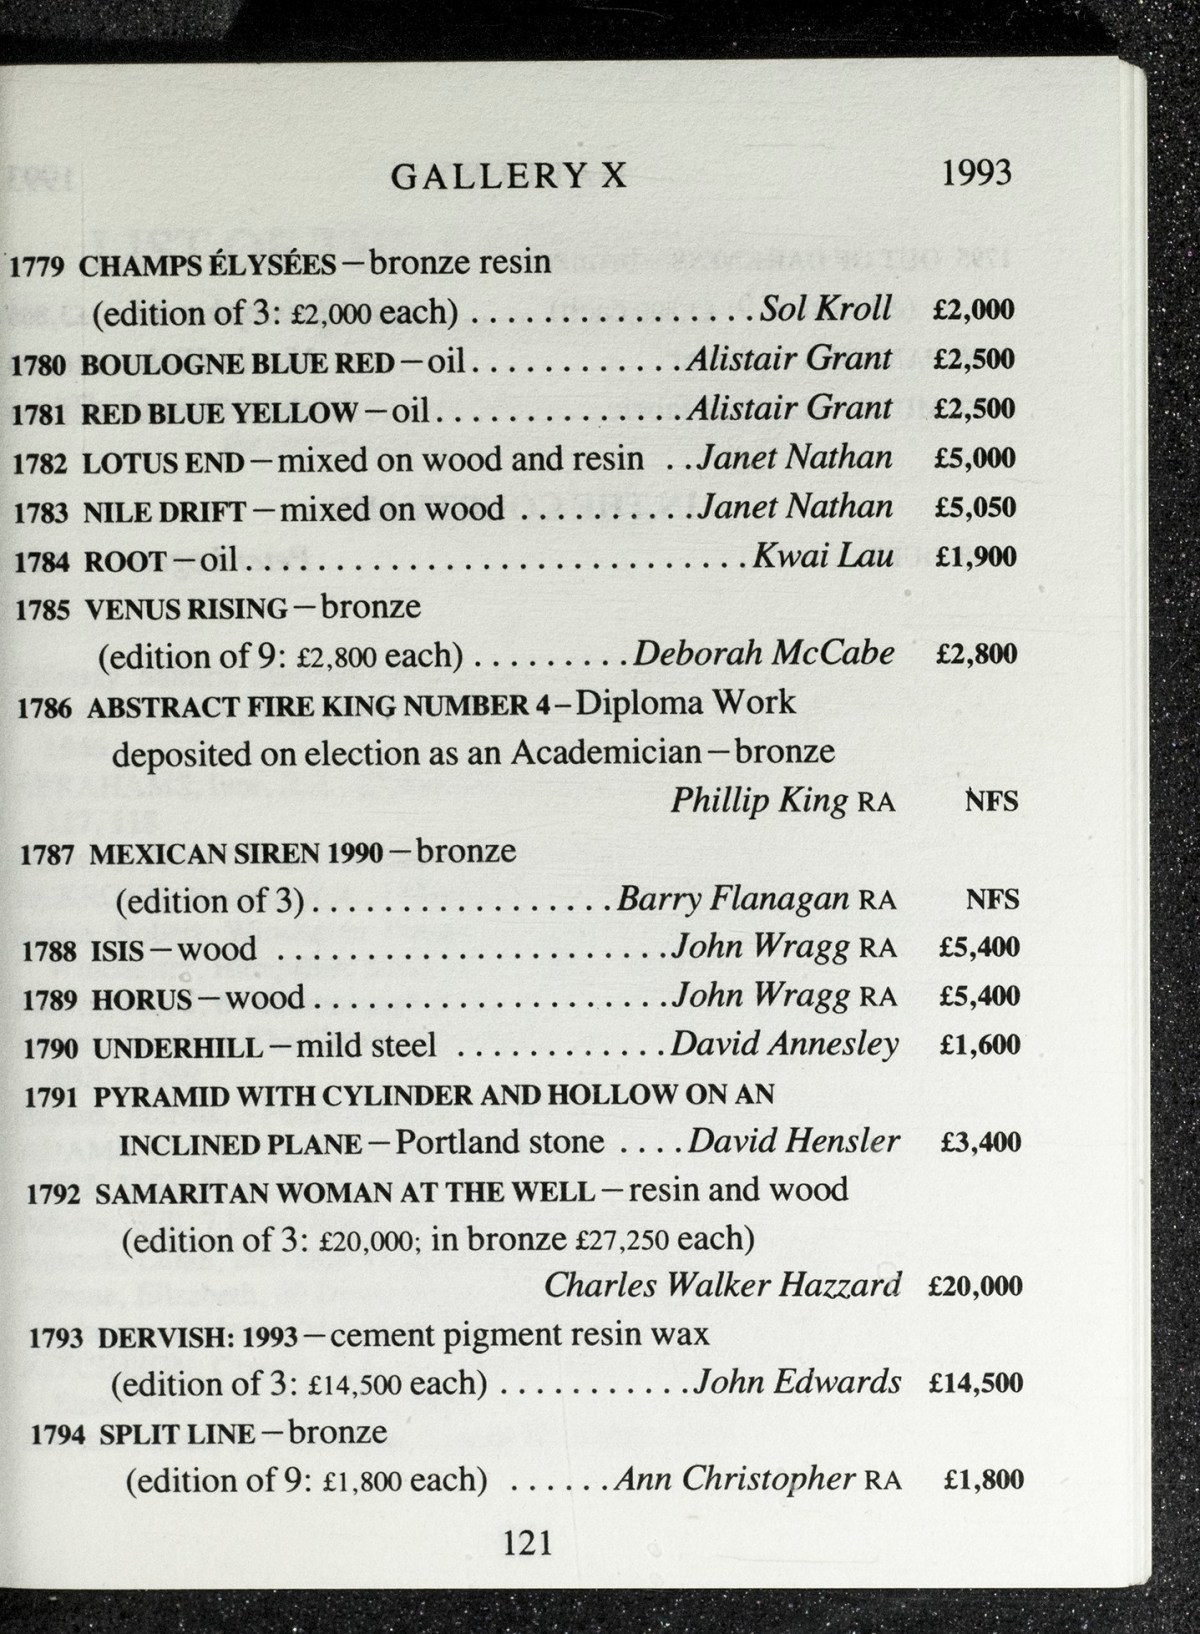 GALLERY X 1993
1779 CHAMPS ÉLYSÉES—bronze resin
(edition of 3: £2,000 each) ................ Sol Kroll £2,000
1780 BOULOGNE BLUE RED—oil............. Alistair Grant £2,500
1781 RED BLUE YELLOW—oil............... Alistair Grant £2,500
1782 LOTUS END—mixed on wood and resin .. Janet Nathan £5,000
1783 NILE DRIFT—mixed on wood .......... Janet Nathan £5,050
1784 ROOT—oil............................. Kwai Lau £1,900
1785 VENUS RISING—bronze
(edition of 9: £2,800 each) ......... Deborah McCabe £2,800
1786 ABSTRACT FIRE KING NUMBER 4–Diploma Work
deposited on election as an Academician—bronze
Phillip King RA NFS
1787 MEXICAN SIREN 1990—bronze
(edition of 3)................. Barry Flanagan RA NFS
1788 ISIS—wood ...................... John Wragg RA £5,400
1789 HORUS—wood.................... John Wragg RA £5,400
1790 UNDERHILL—mild steel ............ David Annesley £1,600
1791 PYRAMID WITH CYLINDER AND HOLLOW ON AN
INCLINED PLANE—Portland stone .... David Hensler £3,400
1792 SAMARITAN WOMAN AT THE WELL—resin and wood
(edition of 3: £20,000; in bronze £27,250 each)
Charles Walker Hazzard £20,000
1793 DERVISH: 1993—cement pigment resin wax
(edition of 3: £14,500 each) ........... John Edwards £14,500
1794 SPLIT LINE—bronze
(edition of 9: £1,800 each) ...... Ann Christopher RA £1,800
121